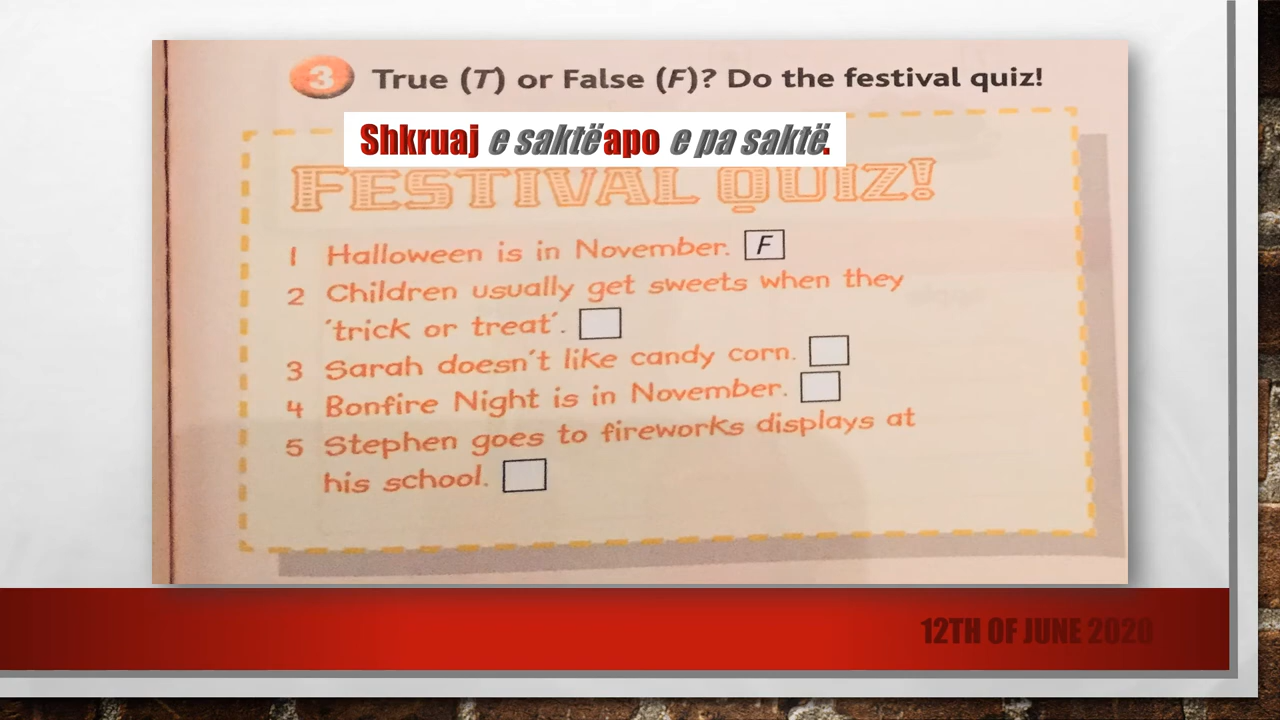 3 True (T) or False (F)? Do the festival quiz!
Shkruaj e saktë apo e pa saktë.
FESTIVAL QUIZ!
1 Halloween is in November. F
2 Children usually get sweets when they
'trick or treat'.
3 Sarah doesn't like candy corn.
4 Bonfire Night is in November.
5 Stephen goes to fireworks displays at
his school.
12TH OF JUNE 2020